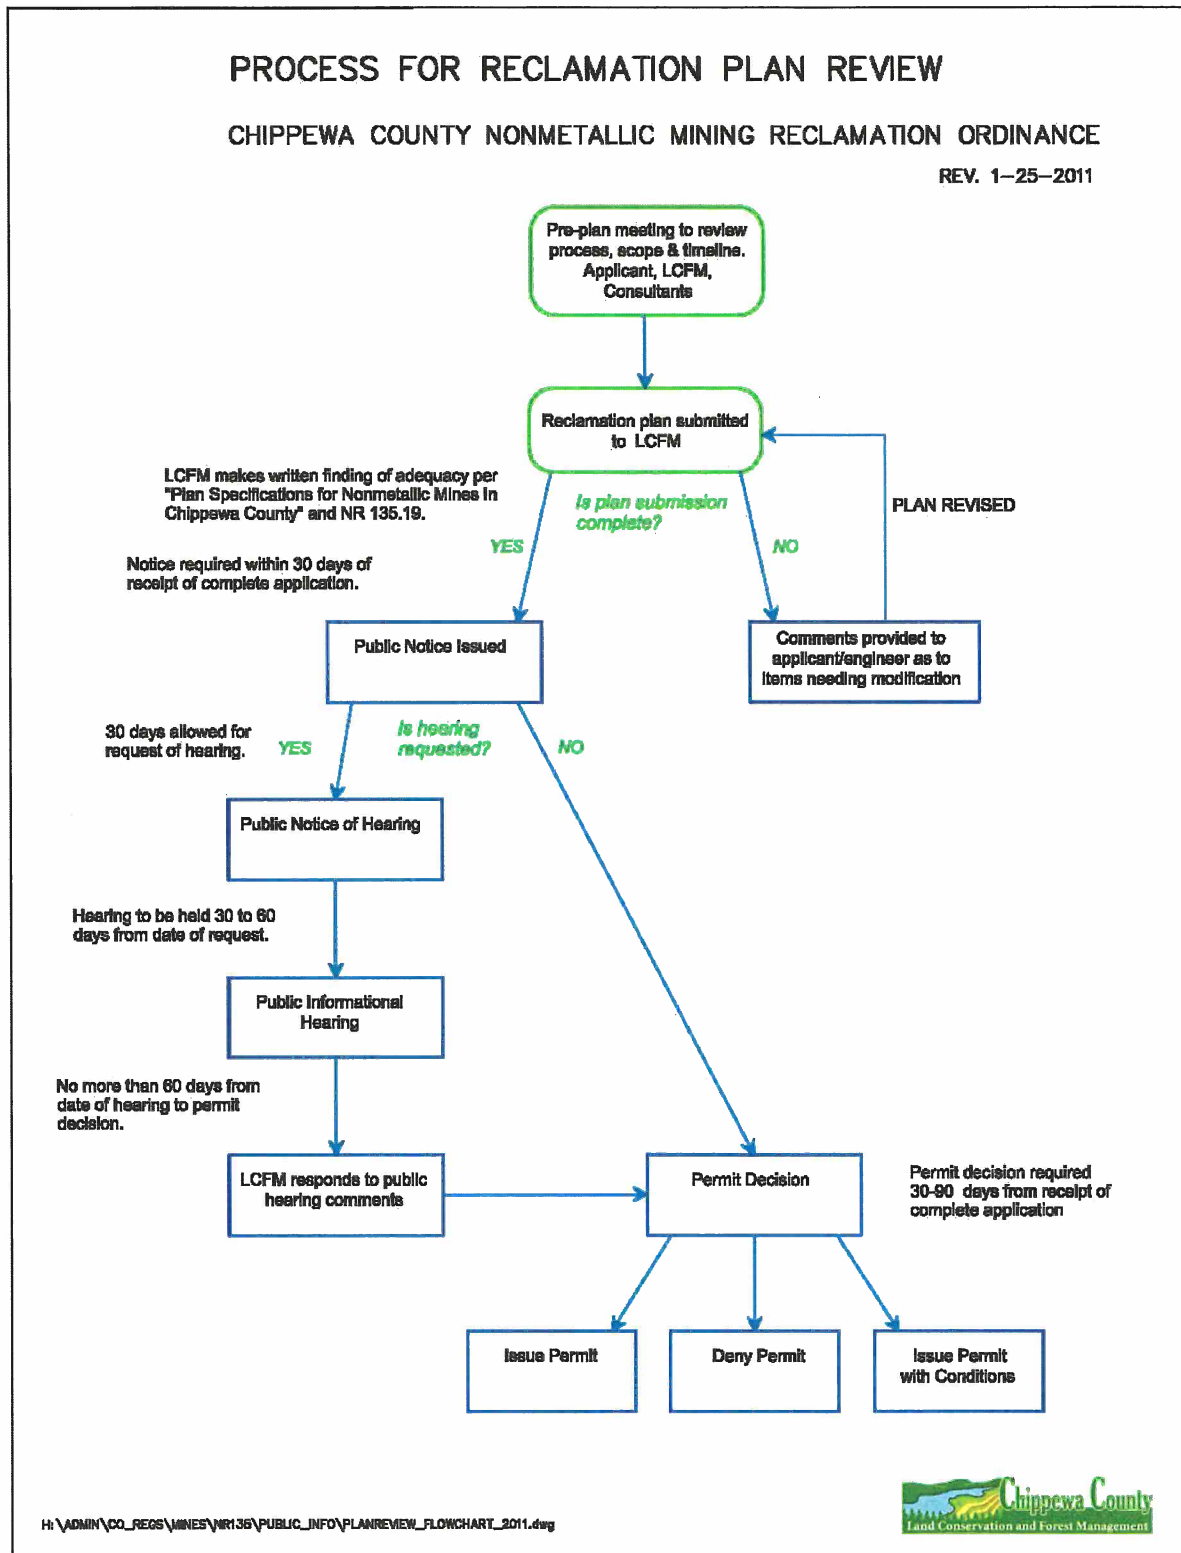 PROCESS FOR RECLAMATION PLAN REVIEW
CHIPPEWA COUNTY NONMETALLIC MINING RECLAMATION ORDINANCE
REV. 1-25-2011
Pre-plan meeting to review
process, scope & timeline.
Applicant, LCFM,
Consultants
Reclamation plan submitted
to LCFM
LCFM makes written finding of adequacy per
"Plan Specifications for Nonmetallic Mines in
Chippewa County" and NR 135.19.
Is plan submission
complete?
PLAN REVISED
YES
NO
Notice required within 30 days of
receipt of complete application.
Public Notice Issued
Comments provided to
applicant/engineer as to
items needing modification
30 days allowed for
request of hearing.
YES
Is hearing
requested?
NO
Public Notice of Hearing
Hearing to be held 30 to 60
days from date of request.
Public Informational
Hearing
No more than 60 days from
date of hearing to permit
decision.
LCFM responds to public
hearing comments
Permit Decision
Permit decision required
30-90 days from receipt of
complete application
Issue Permit
Deny Permit
Issue Permit
with Conditions
H:\ADMIN\CO_REGS\MINES\NR135\PUBLIC_INFO\PLANREVIEW_FLOWCHART_2011.dwg
Chippewa County
Land Conservation and Forest Management